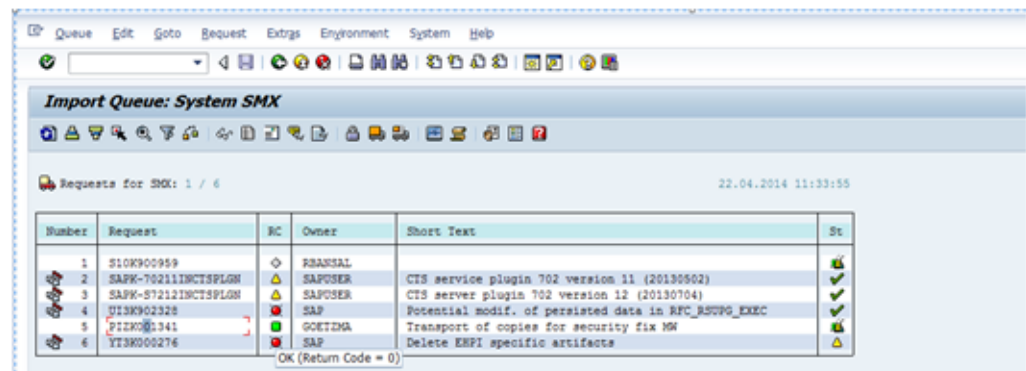 Queue Edit Goto Request Extras Environment System Help
Import Queue: System SMX
Requests for SMX: 1 / 6 22.04.2014 11:33:55
Number Request RC Owner Short Text St
1 S10K900959 RBANSAL
2 SAPK-70211INCTSPLGN SAPUSER CTS service plugin 702 version 11 (20130502)
3 SAPK-S7212INCTSPLGN SAPUSER CTS server plugin 702 version 12 (20130704)
4 UI3K902328 SAP Potential modif. of persisted data in RFC_RSUPG_EXEC
5 PIZK001341 GOETZMA Transport of copies for security fix MW
6 YT3K000276 SAP Delete EHPI specific artifacts
OK (Return Code = 0)